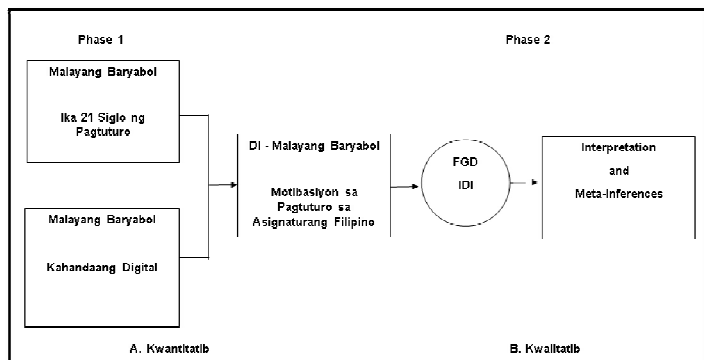 Phase 1
Phase 2
Malayang Baryabol
Ika 21 Siglo ng
Pagtuturo
Malayang Baryabol
Kahandaang Digital
DI - Malayang Baryabol
Motibasiyon sa
Pagtuturo sa
Asignaturang Filipino
FGD
IDI
Interpretation
and
Meta-Inferences
A. Kwantitatib
B. Kwalitatib